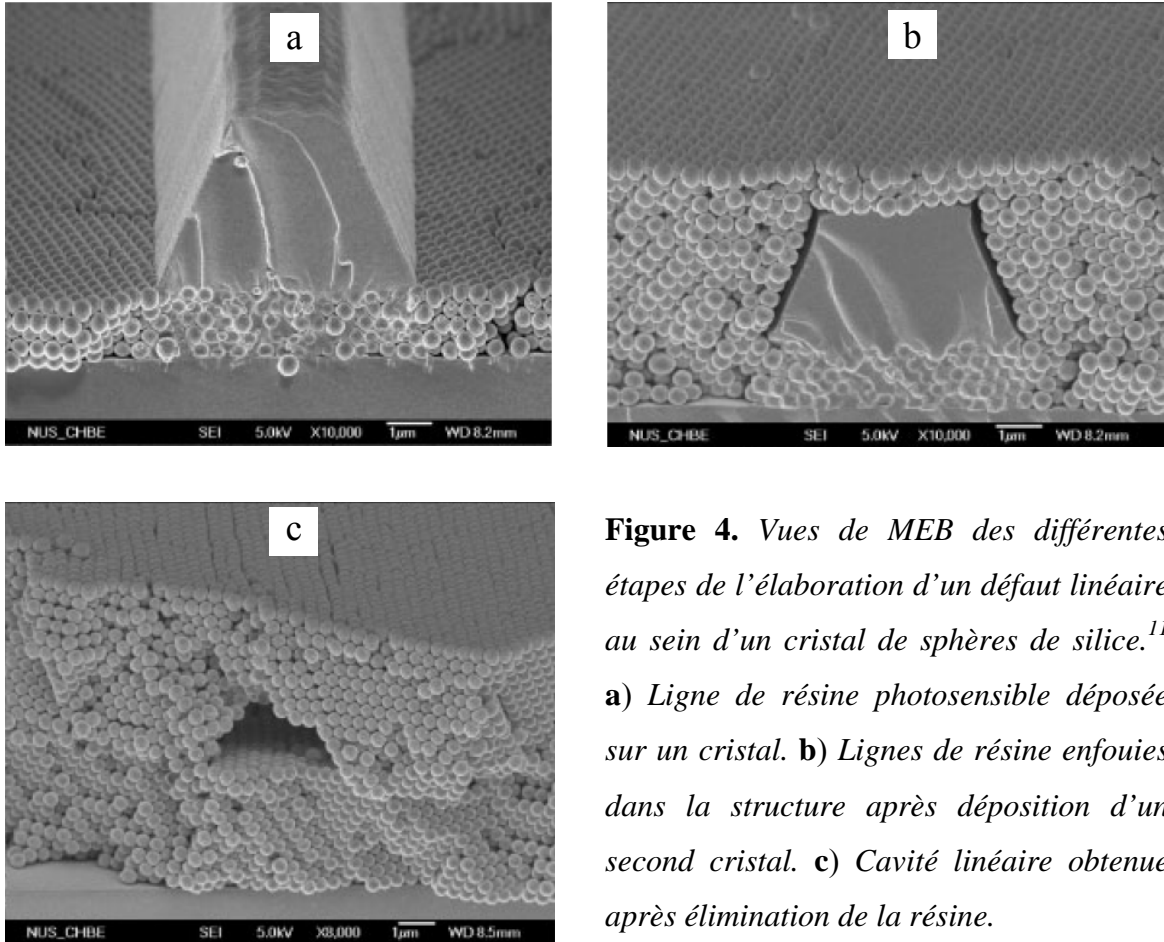 a
NUS_CHBE SEI 5.0kV X10,000 1μm WD 8.2mm
b
NUS_CHBE SEI 5.0kV X10,000 1μm WD 8.2mm
c
NUS_CHBE SEI 5.0kV X8,000 1μm WD 8.5mm
Figure 4. Vues de MEB des différentes
étapes de l’élaboration d’un défaut linéaire
au sein d’un cristal de sphères de silice.11
a) Ligne de résine photosensible déposée
sur un cristal. b) Lignes de résine enfouies
dans la structure après déposition d’un
second cristal. c) Cavité linéaire obtenue
après élimination de la résine.